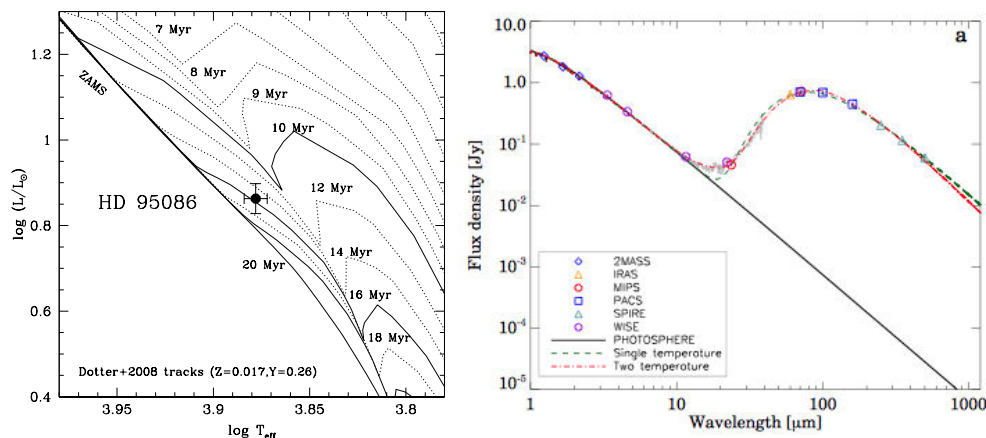 1.2
1
0.8
0.6
0.4
log (L/L⊙)
7 Myr
8 Myr
9 Myr
10 Myr
ZAMS
HD 95086
12 Myr
14 Myr
20 Myr
16 Myr
18 Myr
Dotter+2008 tracks (Z=0.017,Y=0.26)
3.95 3.9 3.85 3.8
log T_eff
a
10.0
1.0
10⁻¹
10⁻²
10⁻³
10⁻⁴
10⁻⁵
Flux density [Jy]
2MASS
IRAS
MIPS
PACS
SPIRE
WISE
PHOTOSPHERE
Single temperature
Two temperature
1 10 100 1000
Wavelength [μm]